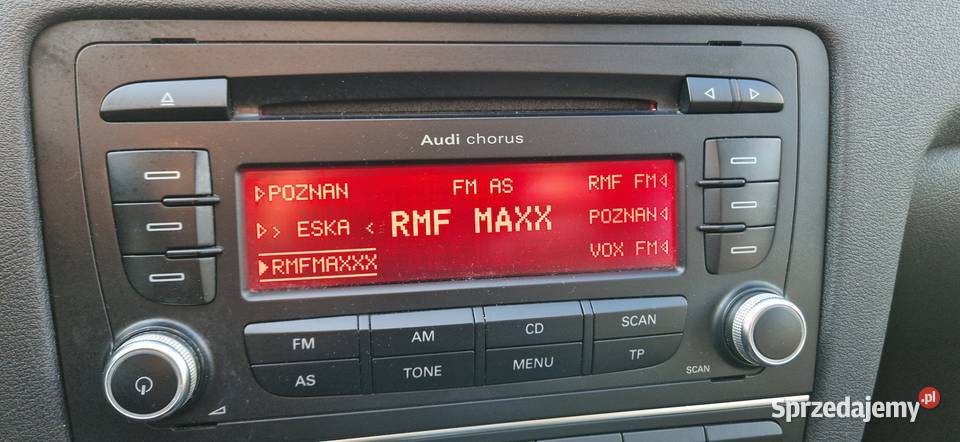 Audi chorus
POZNAN
FM AS
RMF FM
> ESKA <
RMF MAXX
POZNAN
RMFMAXXX
VOX FM
FM
AM
CD
SCAN
AS
TONE
MENU
TP
SCAN
Sprzedajemy.pl